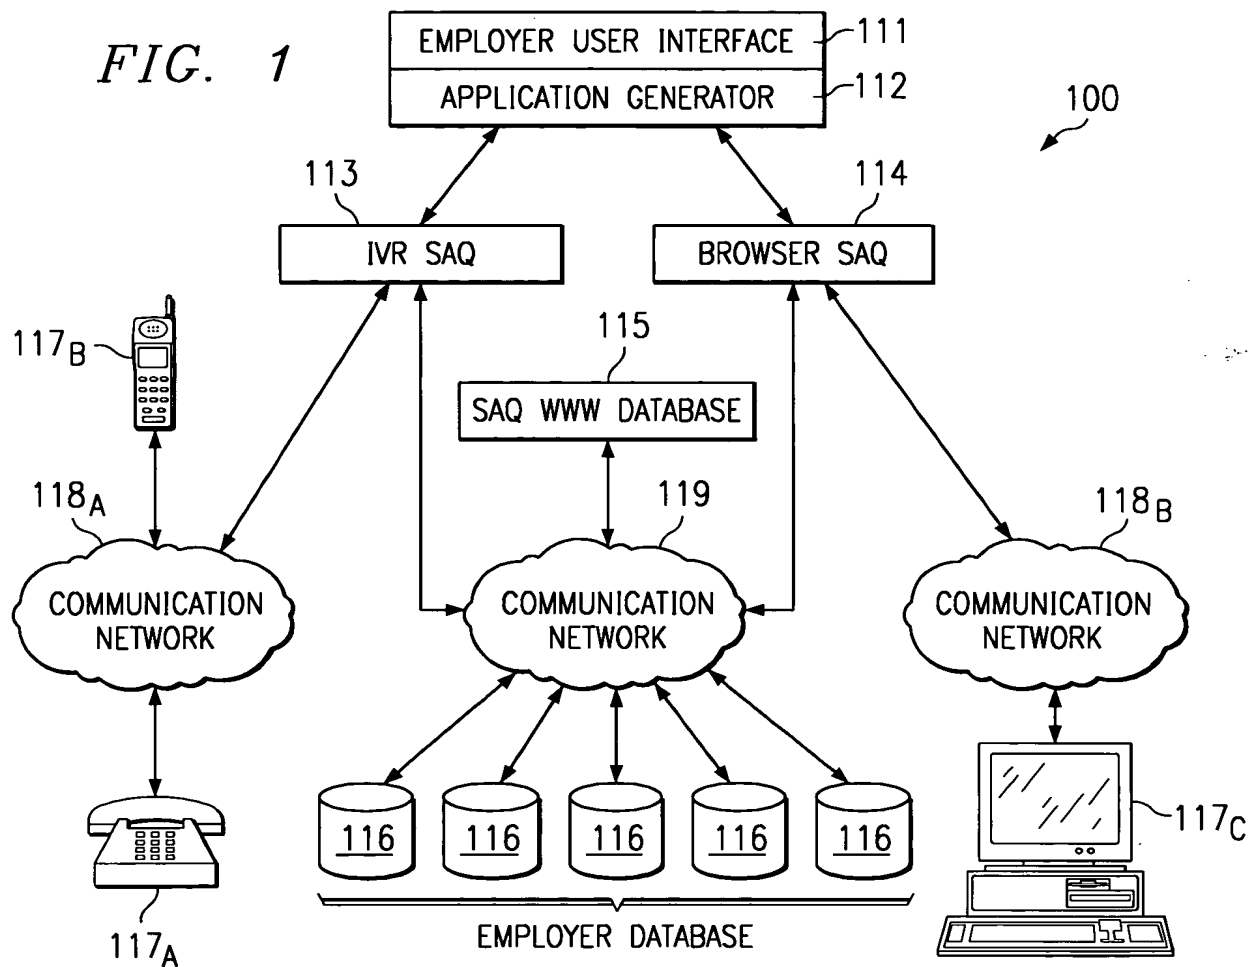 FIG. 1
EMPLOYER USER INTERFACE
111
APPLICATION GENERATOR
112
100
113
114
IVR SAQ
BROWSER SAQ
117B
115
SAQ WWW DATABASE
118A
119
118B
COMMUNICATION
NETWORK
COMMUNICATION
NETWORK
COMMUNICATION
NETWORK
116
116
116
116
116
117C
EMPLOYER DATABASE
117A